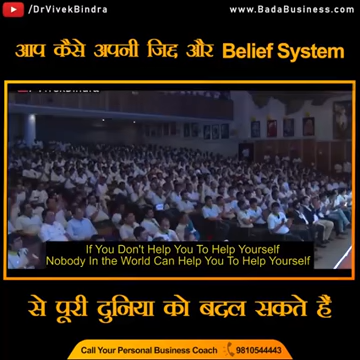 /DrVivekBindra
www.BadaBusiness.com
आप कैसे अपनी जिद्द और Belief System
/DrVivekBindra
If You Don't Help You To Help Yourself
Nobody In the World Can Help You To Help Yourself
से पूरी दुनिया को बदल सकते हैं
Call Your Personal Business Coach 9810544443